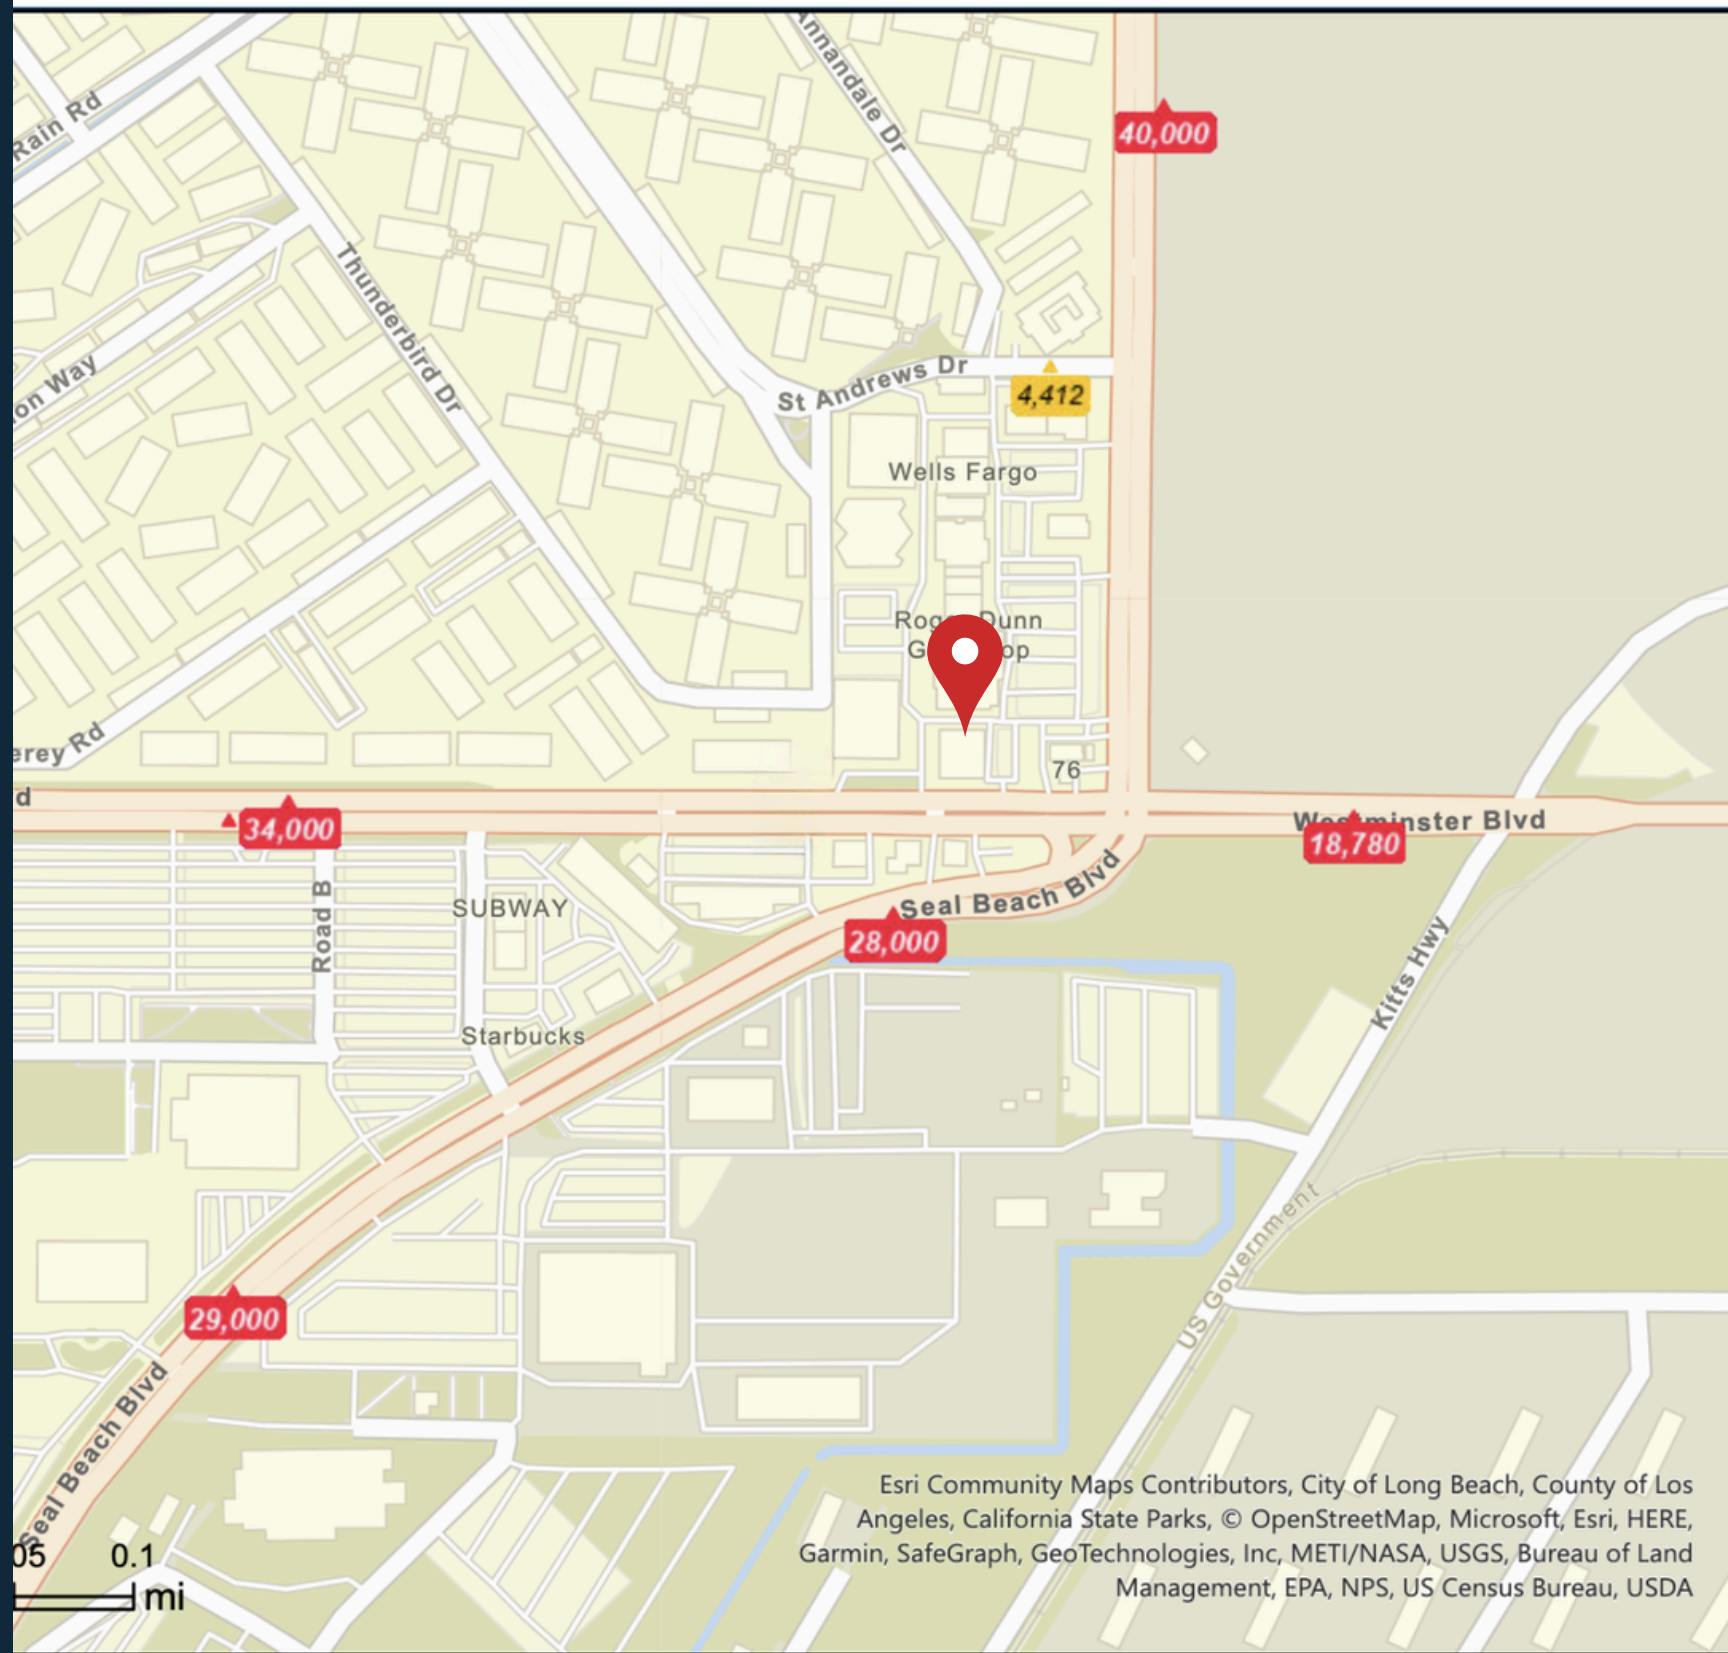 Annandale Dr
Rain Rd
40,000
Thunderbird Dr
St Andrews Dr
4,412
on Way
Wells Fargo
Dunn
erey Rd
76
d
34,000
Westminster Blvd
18,780
Seal Beach Blvd
28,000
Road B
SUBWAY
Kitts Hwy
Starbucks
US Government
29,000
Seal Beach Blvd
Esri Community Maps Contributors, City of Long Beach, County of Los
Angeles, California State Parks, © OpenStreetMap, Microsoft, Esri, HERE,
Garmin, SafeGraph, GeoTechnologies, Inc, METI/NASA, USGS, Bureau of Land
Management, EPA, NPS, US Census Bureau, USDA
05 0.1
mi